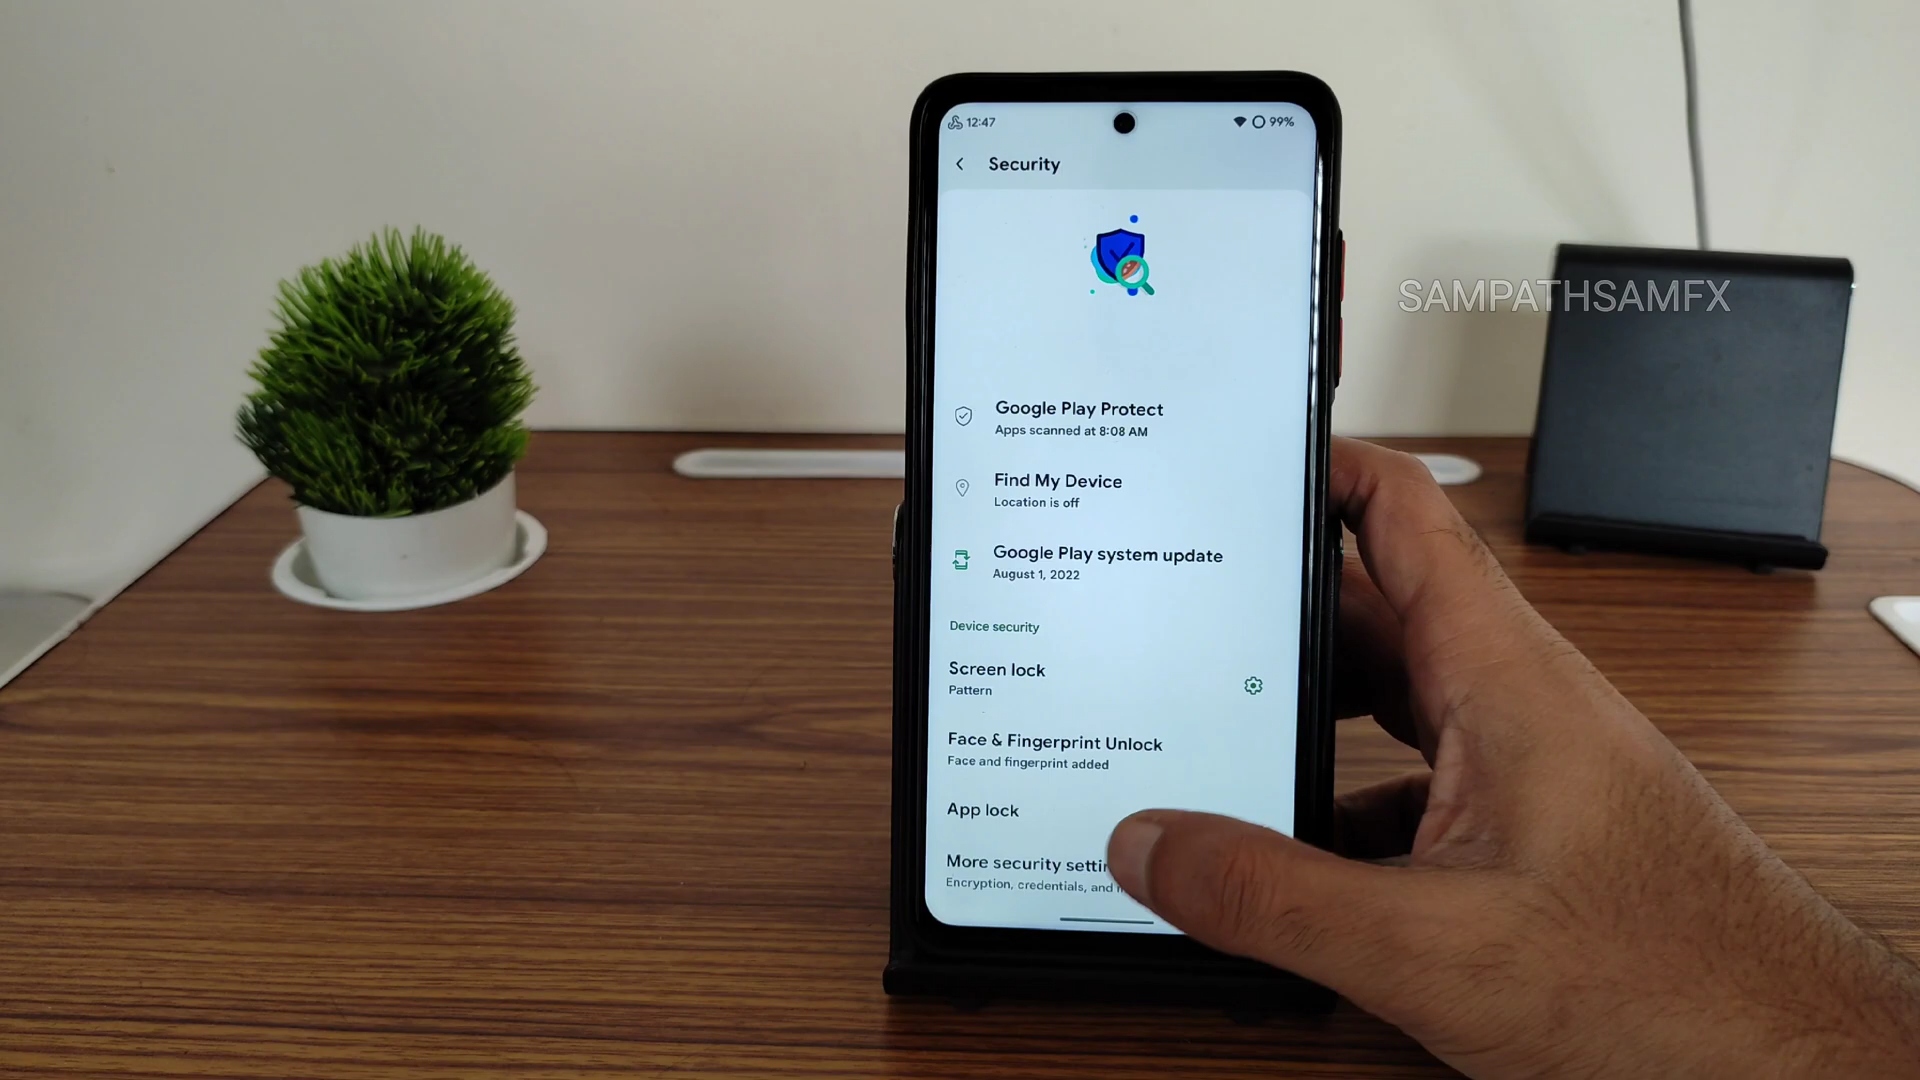 12:47
99%
Security
Google Play Protect
Apps scanned at 8:08 AM
Find My Device
Location is off
Google Play system update
August 1, 2022
Device security
Screen lock
Pattern
Face & Fingerprint Unlock
Face and fingerprint added
App lock
More security
Encryption, credentials, and
SAMPATHSAMFX